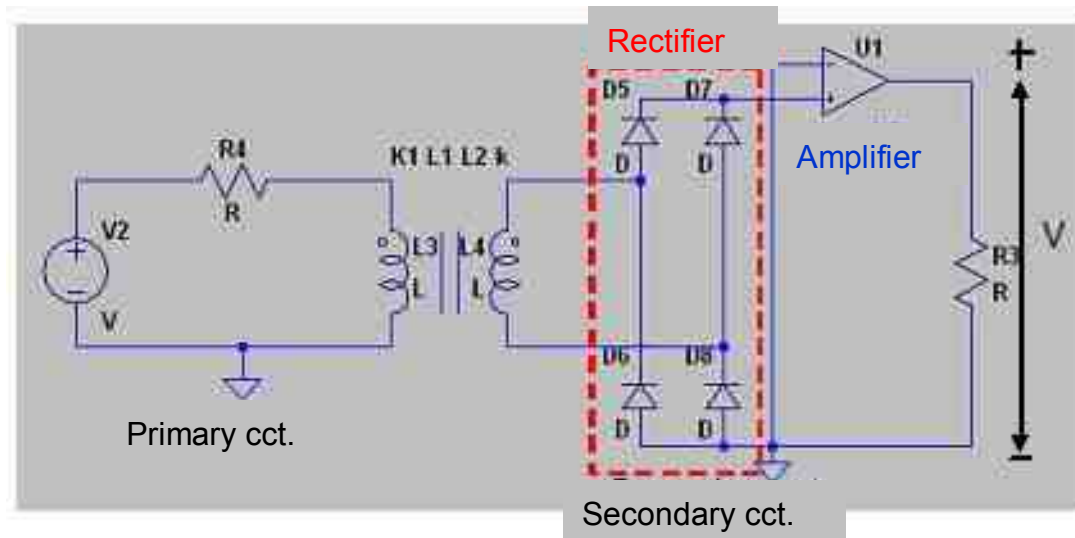 Rectifier
U1
+
D5 D7
R4
K1 L1 L2 k
D D
Amplifier
R
V2
L3 L4
V
R3
L L
R
V
D6 D8
Primary cct.
D D
Secondary cct.